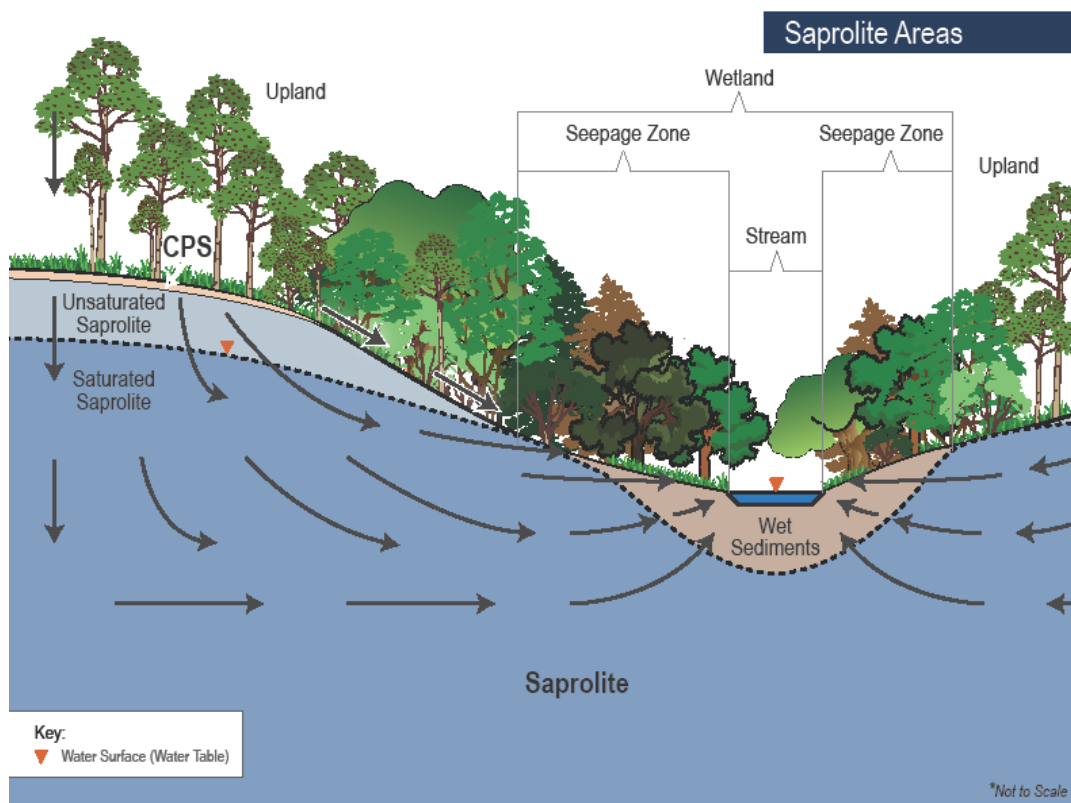 Saprolite Areas
Wetland
Upland
Seepage Zone
Seepage Zone
Upland
Stream
CPS
Unsaturated
Saprolite
Saturated
Saprolite
Wet
Sediments
Saprolite
Key:
Water Surface (Water Table)
*Not to Scale